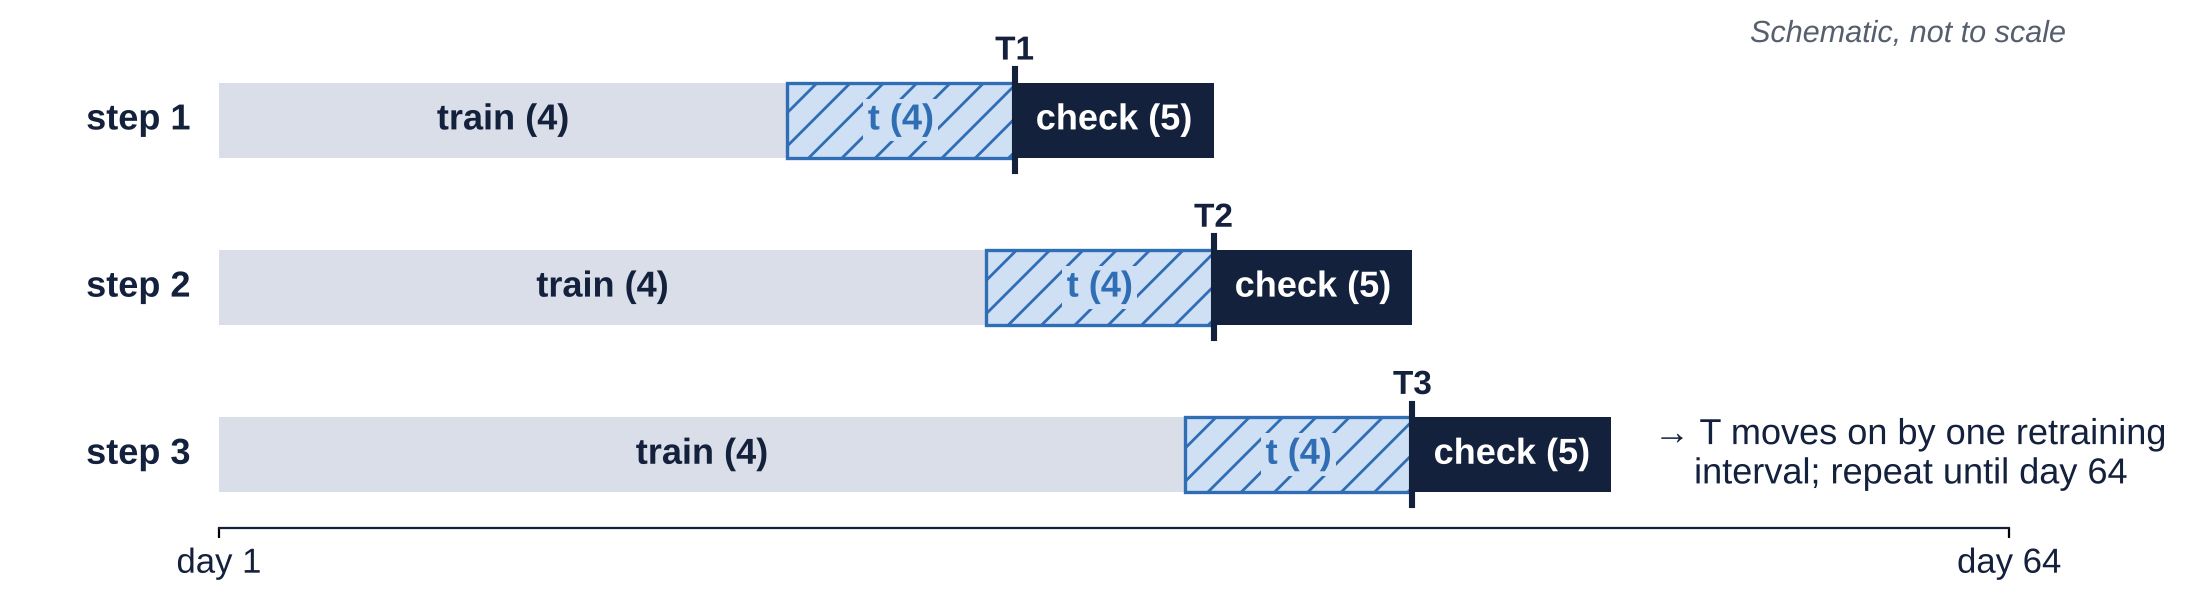 Schematic, not to scale
T1
step 1
train (4)
t (4)
check (5)
T2
step 2
train (4)
t (4)
check (5)
T3
step 3
train (4)
t (4)
check (5)
→ T moves on by one retraining
interval; repeat until day 64
day 1
day 64